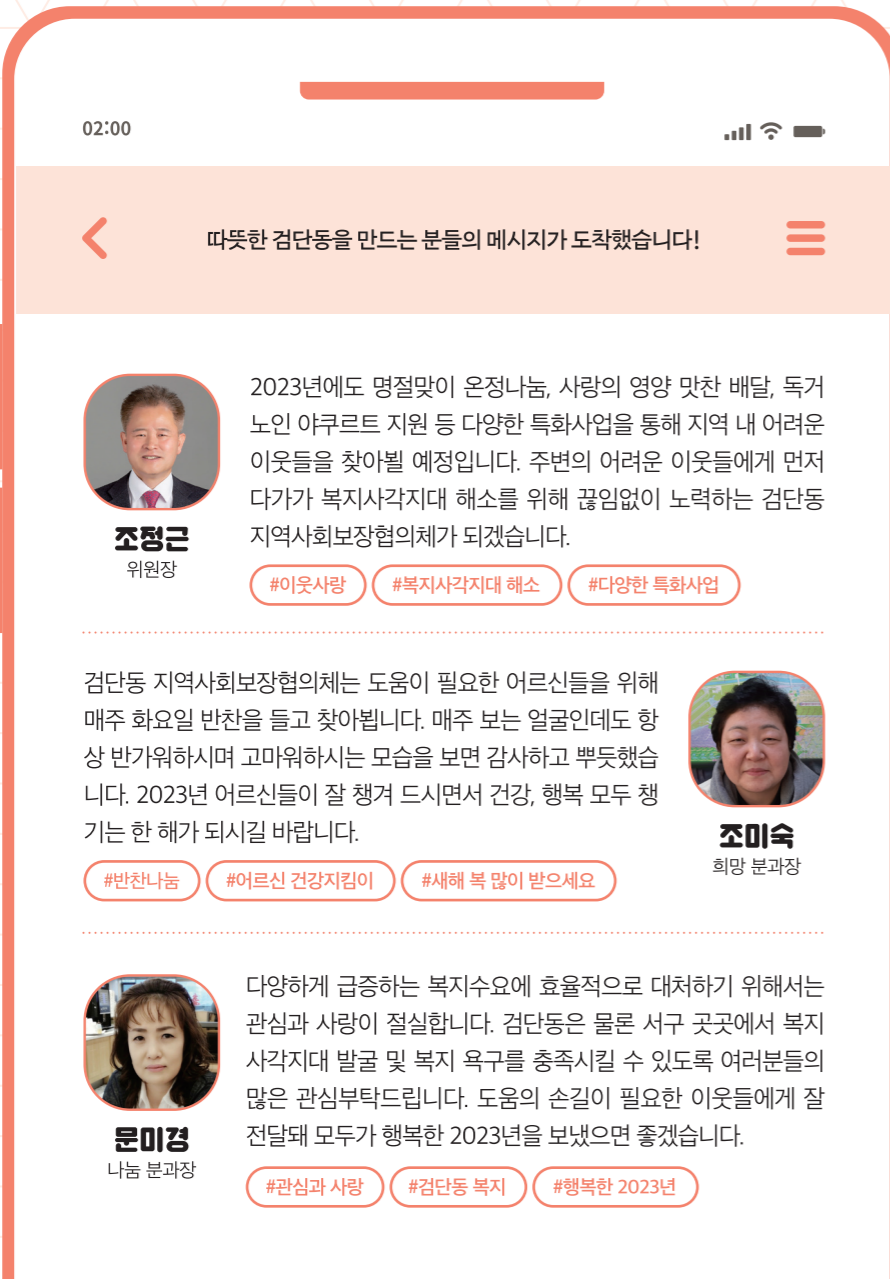 02:00
따뜻한 검단동을 만드는 분들의 메시지가 도착했습니다!
2023년에도 명절맞이 온정나눔, 사랑의 영양 맛찬 배달, 독거
노인 야쿠르트 지원 등 다양한 특화사업을 통해 지역 내 어려운
이웃들을 찾아뵐 예정입니다. 주변의 어려운 이웃들에게 먼저
다가가 복지사각지대 해소를 위해 끊임없이 노력하는 검단동
지역사회보장협의체가 되겠습니다.
조정근
위원장
#이웃사랑 #복지사각지대 해소 #다양한 특화사업
검단동 지역사회보장협의체는 도움이 필요한 어르신들을 위해
매주 화요일 반찬을 들고 찾아뵙니다. 매주 보는 얼굴인데도 항
상 반가워하시며 고마워하시는 모습을 보면 감사하고 뿌듯했습
니다. 2023년 어르신들이 잘 챙겨 드시면서 건강, 행복 모두 챙
기는 한 해가 되시길 바랍니다.
조미숙
희망 분과장
#반찬나눔 #어르신 건강지킴이 #새해 복 많이 받으세요
다양하게 급증하는 복지수요에 효율적으로 대처하기 위해서는
관심과 사랑이 절실합니다. 검단동은 물론 서구 곳곳에서 복지
사각지대 발굴 및 복지 욕구를 충족시킬 수 있도록 여러분들의
많은 관심부탁드립니다. 도움의 손길이 필요한 이웃들에게 잘
전달돼 모두가 행복한 2023년을 보냈으면 좋겠습니다.
문미경
나눔 분과장
#관심과 사랑 #검단동 복지 #행복한 2023년